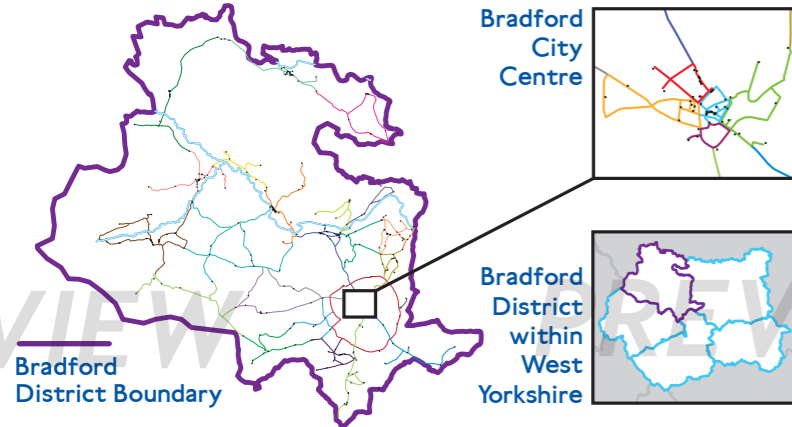 Bradford
City
Centre
Bradford
District
within
West
Yorkshire
Bradford
District Boundary
VIEW
PREV